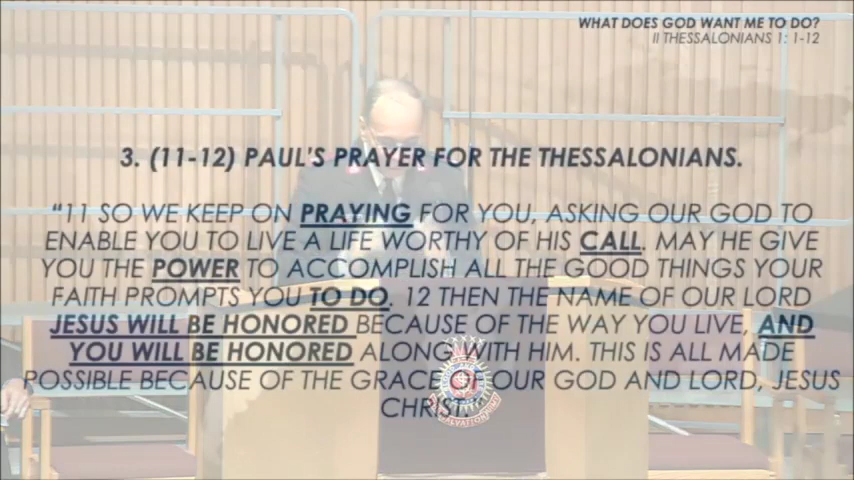 WHAT DOES GOD WANT ME TO DO?
II THESSALONIANS 1: 1-12
3. (11-12) PAUL'S PRAYER FOR THE THESSALONIANS.
“11 SO WE KEEP ON PRAYING FOR YOU, ASKING OUR GOD TO
ENABLE YOU TO LIVE A LIFE WORTHY OF HIS CALL. MAY HE GIVE
YOU THE POWER TO ACCOMPLISH ALL THE GOOD THINGS YOUR
FAITH PROMPTS YOU TO DO. 12 THEN THE NAME OF OUR LORD
JESUS WILL BE HONORED BECAUSE OF THE WAY YOU LIVE, AND
YOU WILL BE HONORED ALONG WITH HIM. THIS IS ALL MADE
POSSIBLE BECAUSE OF THE GRACE OF OUR GOD AND LORD, JESUS
CHRIST.